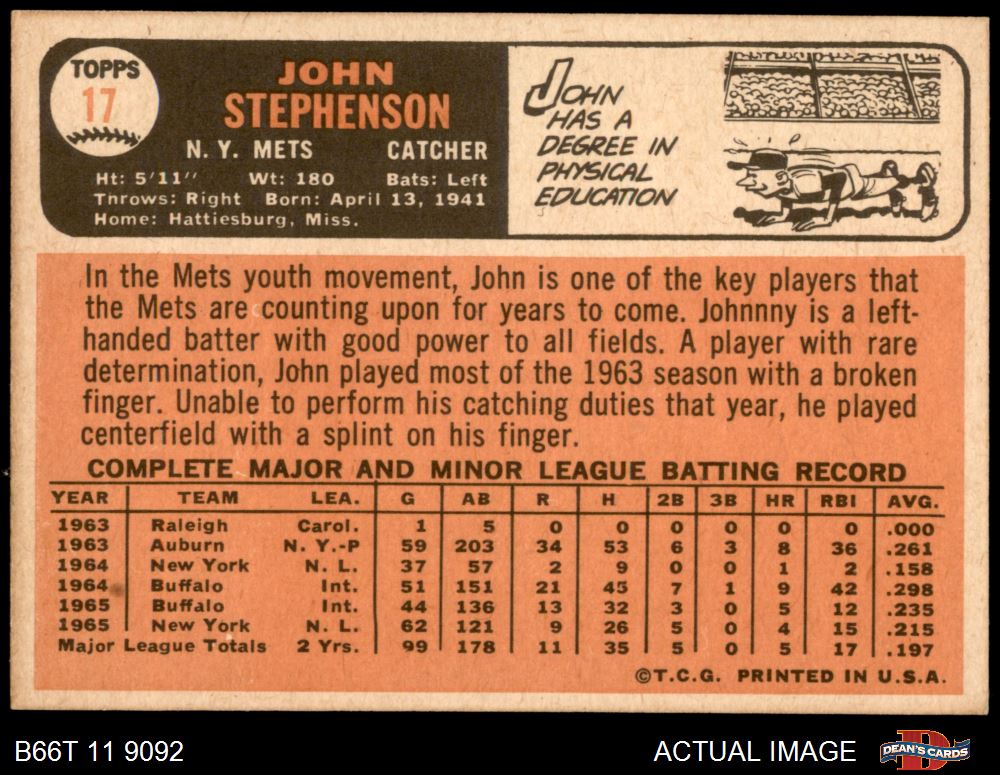 TOPPS
17
JOHN
STEPHENSON
N. Y. METS CATCHER
Ht: 5'11" Wt: 180 Bats: Left
Throws: Right Born: April 13, 1941
Home: Hattiesburg, Miss.
JOHN
HAS A
DEGREE IN
PHYSICAL
EDUCATION
In the Mets youth movement, John is one of the key players that
the Mets are counting upon for years to come. Johnnny is a left-
handed batter with good power to all fields. A player with rare
determination, John played most of the 1963 season with a broken
finger. Unable to perform his catching duties that year, he played
centerfield with a splint on his finger.
COMPLETE MAJOR AND MINOR LEAGUE BATTING RECORD
YEAR TEAM LEA. G AB R H 2B 3B HR RBI AVG.
1963 Raleigh Carol. 1 5 0 0 0 0 0 0 .000
1963 Auburn N. Y.-P 59 203 34 53 6 3 8 36 .261
1964 New York N. L. 37 57 2 9 0 0 1 2 .158
1964 Buffalo Int. 51 151 21 45 7 1 9 42 .298
1965 Buffalo Int. 44 136 13 32 3 0 5 12 .235
1965 New York N. L. 62 121 9 26 5 0 4 15 .215
Major League Totals 2 Yrs. 99 178 11 35 5 0 5 17 .197
©T.C.G. PRINTED IN U.S.A.
B66T 11 9092
ACTUAL IMAGE
DEAN'S CARDS